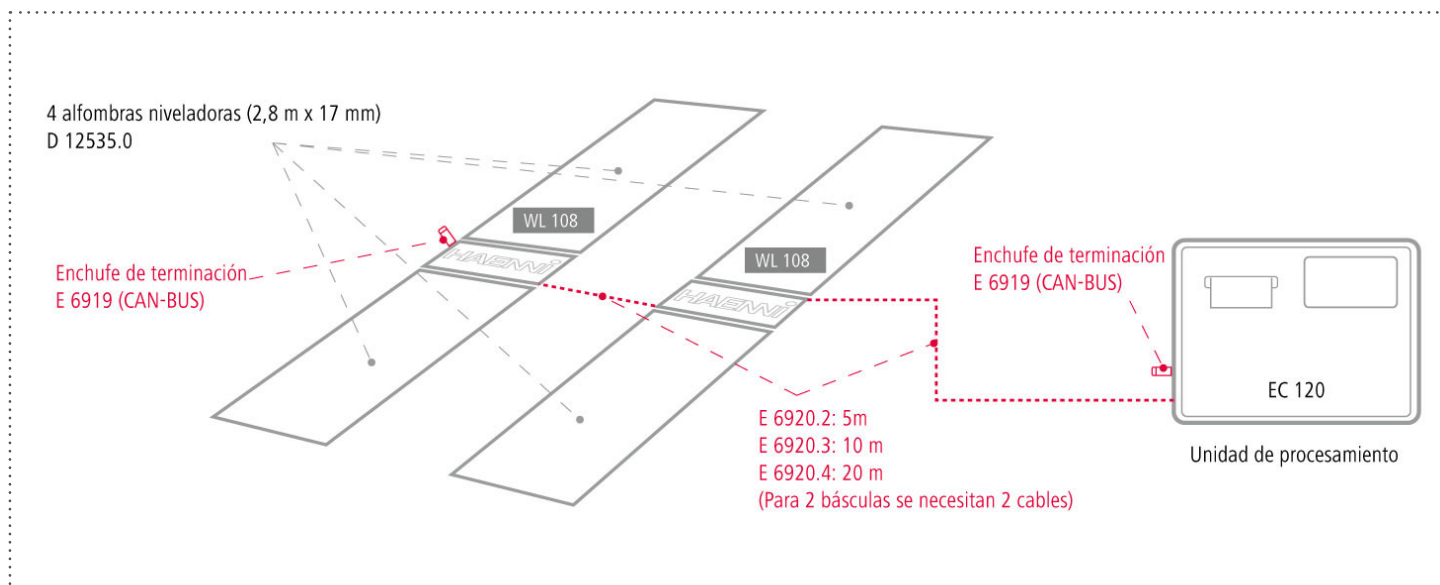 4 alfombras niveladoras (2,8 m x 17 mm)
D 12535.0
WL 108
HAENNI
WL 108
HAENNI
Enchufe de terminación
E 6919 (CAN-BUS)
Enchufe de terminación
E 6919 (CAN-BUS)
E 6920.2: 5m
E 6920.3: 10 m
E 6920.4: 20 m
(Para 2 básculas se necesitan 2 cables)
EC 120
Unidad de procesamiento